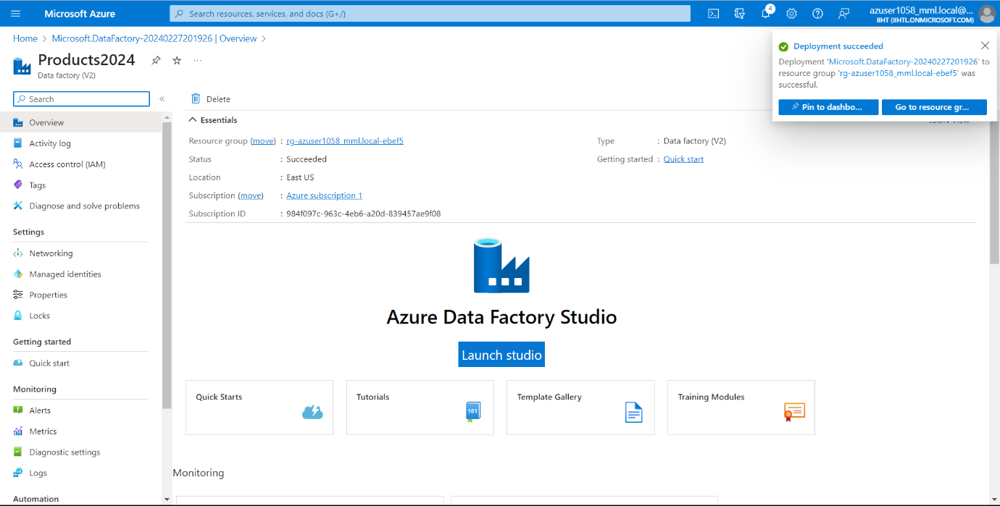 Microsoft Azure
Search resources, services, and docs (G+/)
4
azuser1058_mml.local@...
IIHT (IIHTL.ONMICROSOFT.COM)
Home > Microsoft.DataFactory-20240227201926 | Overview >
Products2024
...
Data factory (V2)
Search
«
Overview
Activity log
Access control (IAM)
Tags
Diagnose and solve problems
Settings
Networking
Managed identities
Properties
Locks
Getting started
Quick start
Monitoring
Alerts
Metrics
Diagnostic settings
Logs
Automation
Delete
Essentials
JSON View
Resource group (move) : rg-azuser1058_mml.local-ebef5
Status : Succeeded
Location : East US
Subscription (move) : Azure subscription 1
Subscription ID : 984f097c-963c-4eb6-a20d-839457ae9f08
Type : Data factory (V2)
Getting started : Quick start
Deployment succeeded
Deployment 'Microsoft.DataFactory-20240227201926' to
resource group 'rg-azuser1058_mml.local-ebef5' was
successful.
Pin to dashbo...
Go to resource gr...
Azure Data Factory Studio
Launch studio
Quick Starts
Tutorials
101
Template Gallery
Training Modules
Monitoring